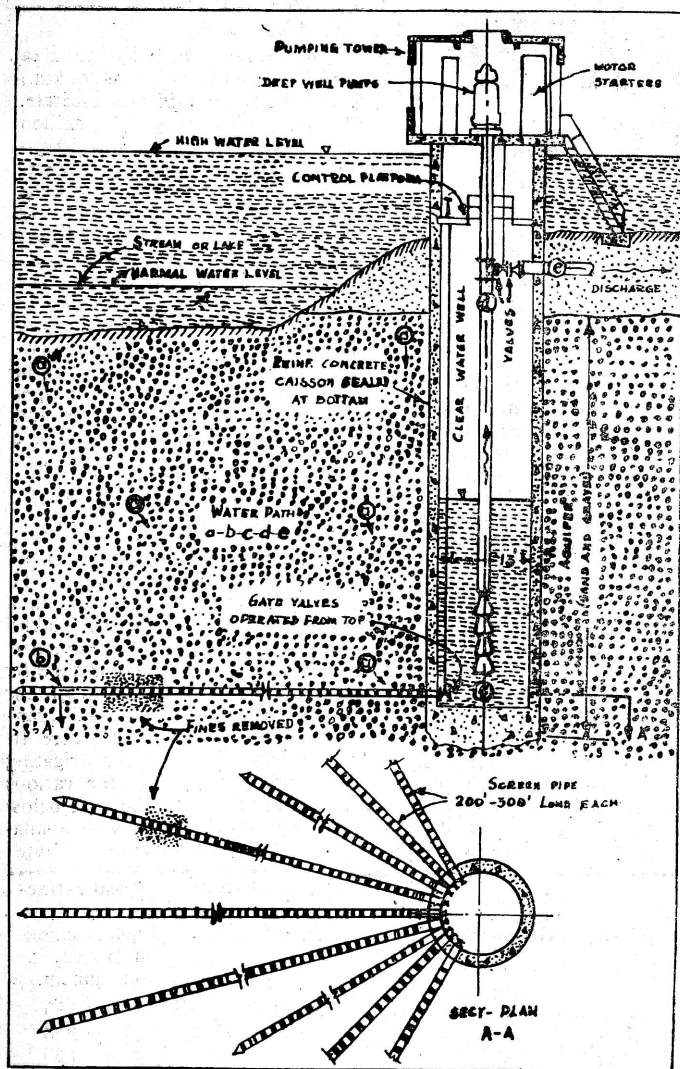 PUMPING TOWER
DEEP WELL PUMPS
MOTOR
STARTERS
HIGH WATER LEVEL
CONTROL PLATFORM
STREAM OR LAKE
NORMAL WATER LEVEL
e
DISCHARGE
VALVES
d
a
a
REINF. CONCRETE
CAISSON SEALED
AT BOTTOM
CLEAR WATER WELL
a
WATER PATH
a-b-c-d-e
a
AQUIFER
SAND AND GRAVEL
GATE VALVES
OPERATED FROM TOP
b
a
A
FINES REMOVED
SCREEN PIPE
200'-300' LONG EACH
SECT- PLAN
A-A